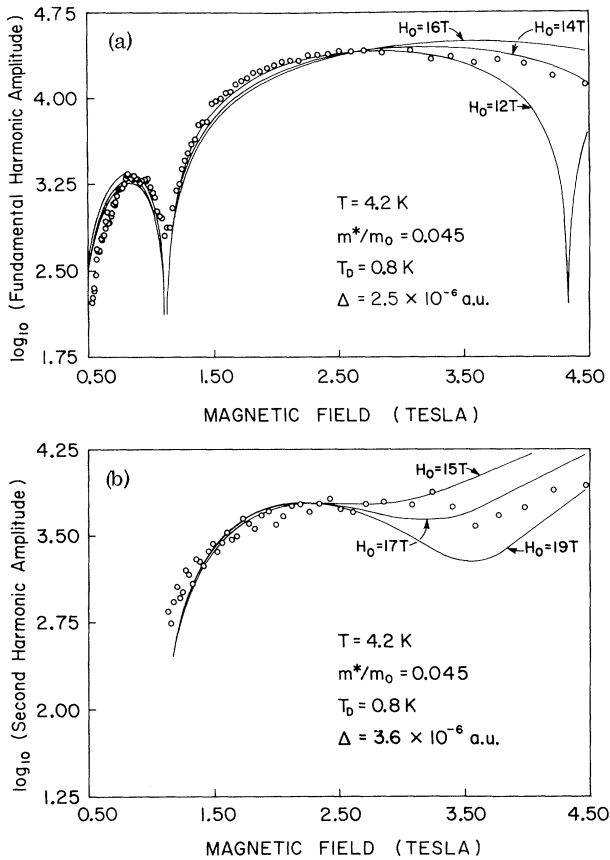 (a)
log₁₀ (Fundamental Harmonic Amplitude)
4.75
4.00
3.25
2.50
1.75
H₀=16T
H₀=14T
H₀=12T
T = 4.2 K
m*/m₀ = 0.045
T_D = 0.8 K
Δ = 2.5 × 10⁻⁶ a.u.
0.50 1.50 2.50 3.50 4.50
MAGNETIC FIELD (TESLA)
(b)
log₁₀ (Second Harmonic Amplitude)
4.25
3.50
2.75
2.00
1.25
H₀=15T
H₀=17T
H₀=19T
T = 4.2 K
m*/m₀ = 0.045
T_D = 0.8 K
Δ = 3.6 × 10⁻⁶ a.u.
0.50 1.50 2.50 3.50 4.50
MAGNETIC FIELD (TESLA)